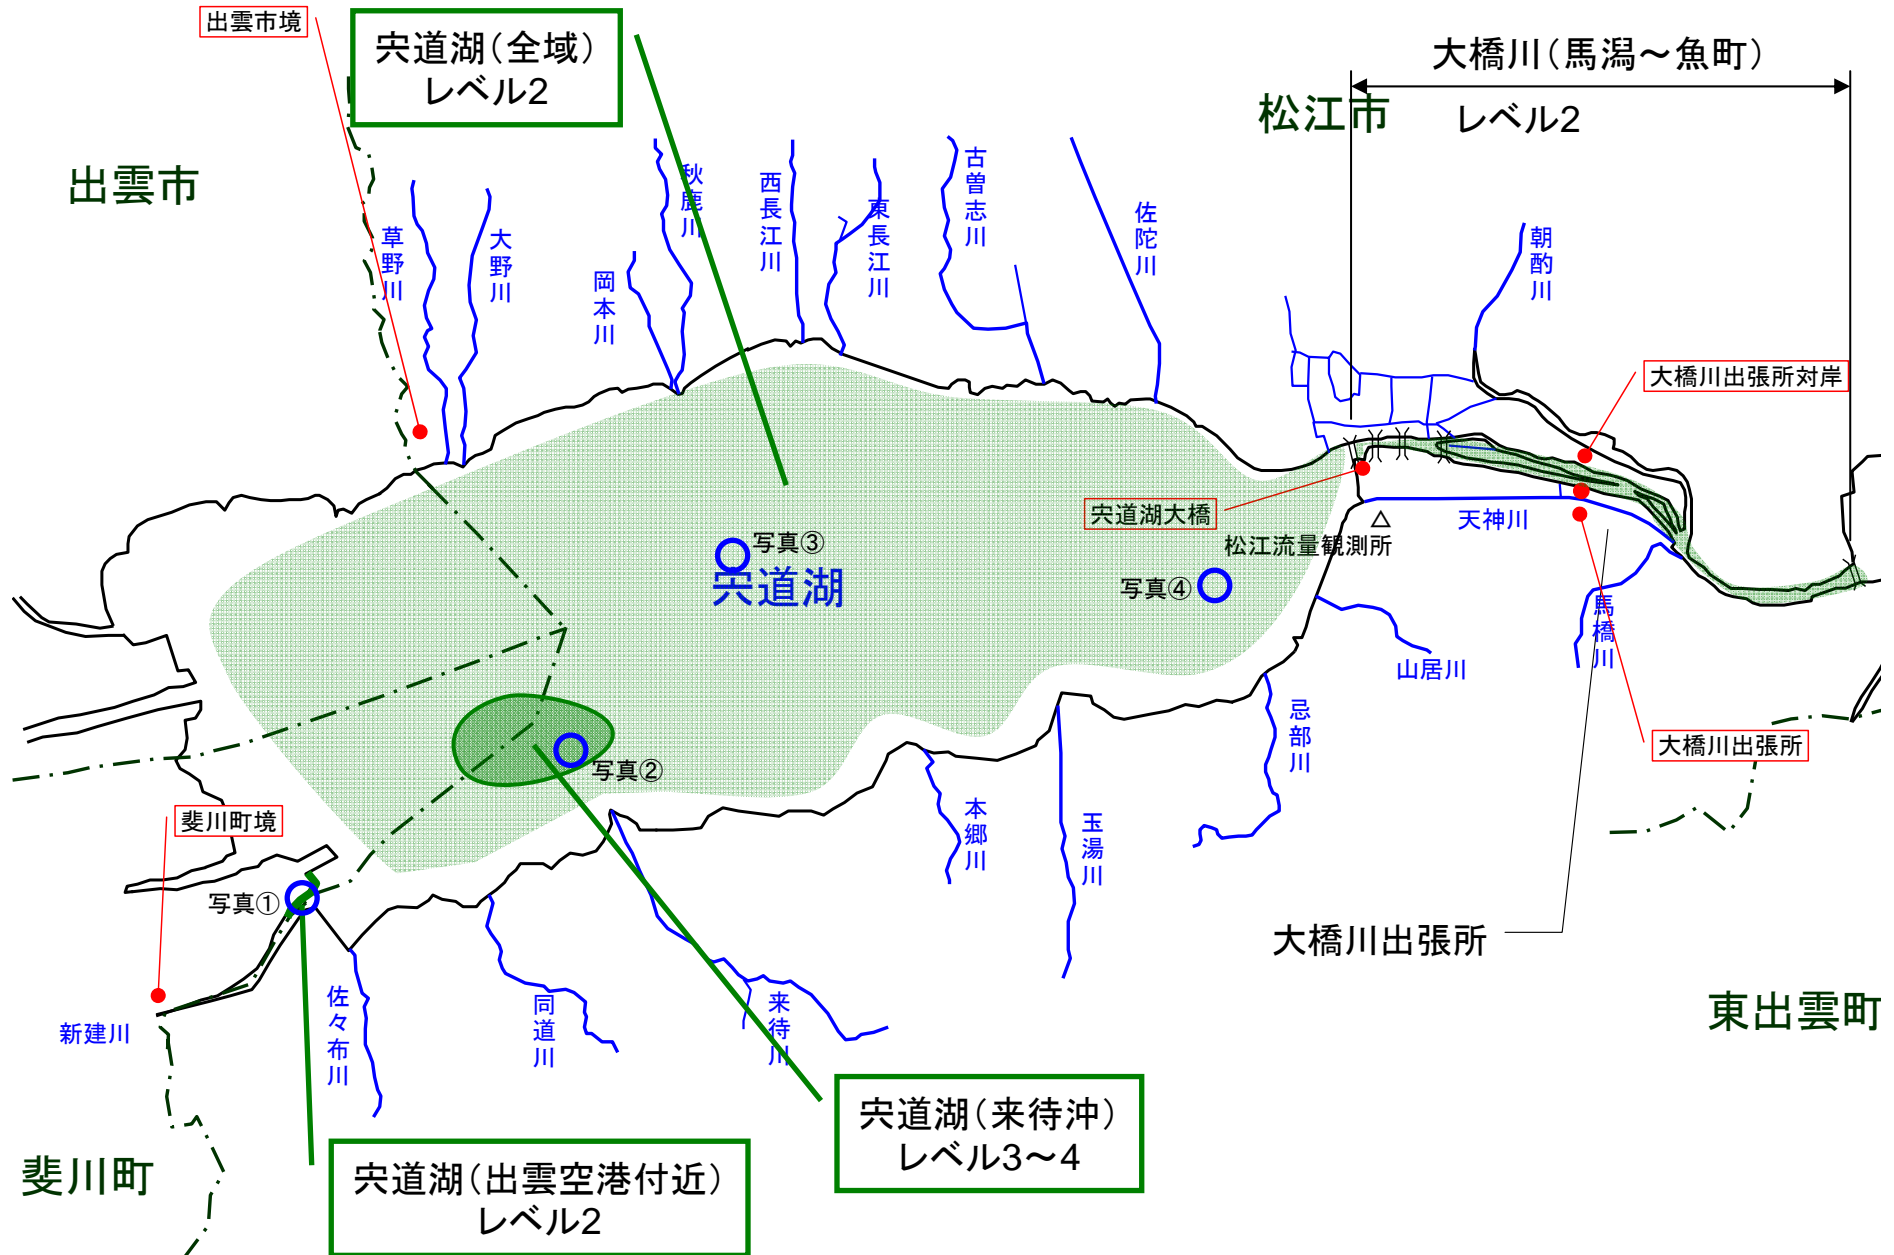 出雲市境
宍道湖（全域）
レベル2
大橋川（馬潟～魚町）
レベル2
松江市
出雲市
草野川
大野川
岡本川
秋鹿川
西長江川
東長江川
古曽志川
佐陀川
朝酌川
大橋川出張所対岸
宍道湖大橋
天神川
松江流量観測所
写真③
宍道湖
写真④
馬橋川
山居川
忌部川
大橋川出張所
写真②
斐川町境
本郷川
玉湯川
写真①
大橋川出張所
新建川
佐々布川
同道川
来待川
東出雲町
宍道湖（来待沖）
レベル3～4
斐川町
宍道湖（出雲空港付近）
レベル2